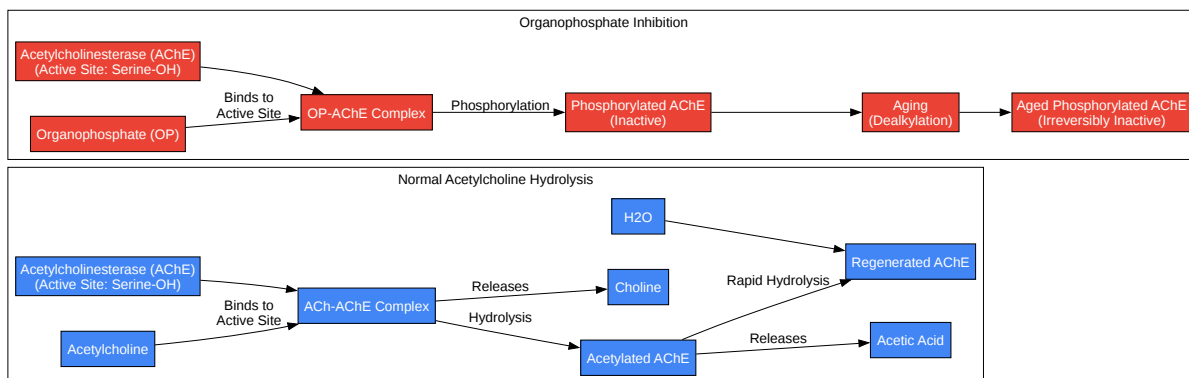 Organophosphate Inhibition
Acetylcholinesterase (AChE)
(Active Site: Serine-OH)
Binds to
Active Site
Organophosphate (OP)
OP-AChE Complex
Phosphorylation
Phosphorylated AChE
(Inactive)
Aging
(Dealkylation)
Aged Phosphorylated AChE
(Irreversibly Inactive)
Normal Acetylcholine Hydrolysis
Acetylcholinesterase (AChE)
(Active Site: Serine-OH)
Binds to
Active Site
Acetylcholine
ACh-AChE Complex
Releases
Hydrolysis
H2O
Choline
Acetylated AChE
Rapid Hydrolysis
Releases
Regenerated AChE
Acetic Acid